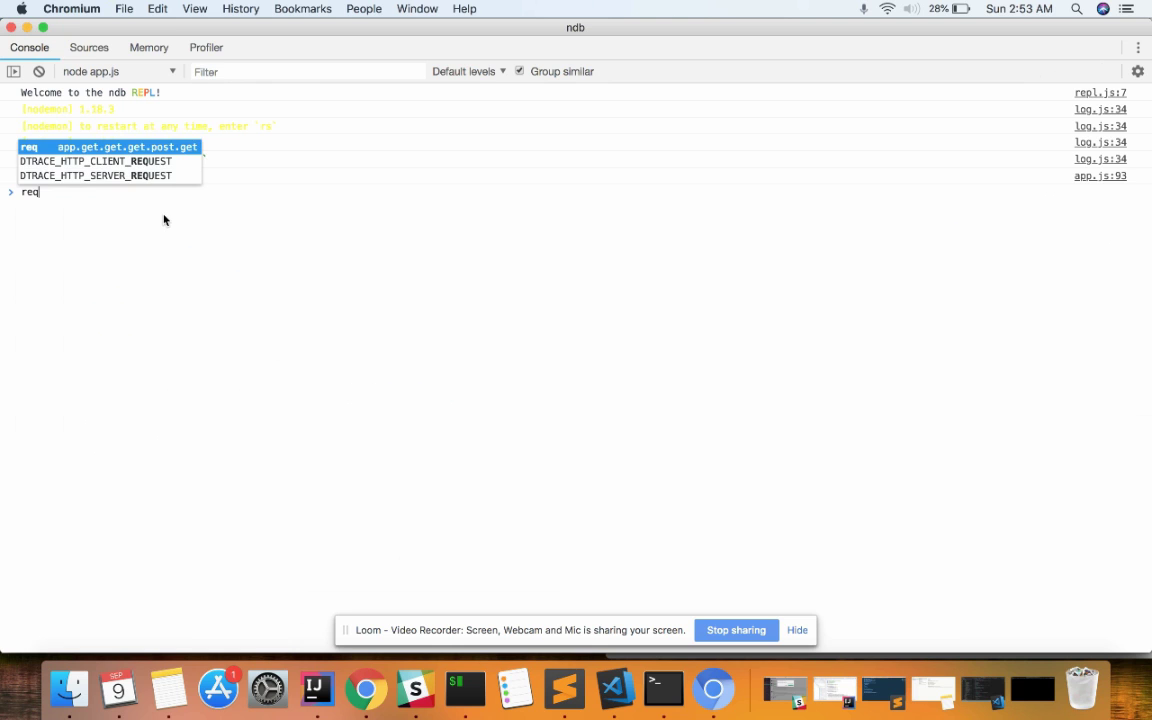 Chromium File Edit View History Bookmarks People Window Help 28% Sun 2:53 AM
ndb
Console Sources Memory Profiler
node app.js Filter Default levels Group similar
Welcome to the ndb REPL! repl.js:7
[nodemon] 1.18.3 log.js:34
[nodemon] to restart at any time, enter `rs` log.js:34
req app.get.get.get.post.get log.js:34
DTRACE_HTTP_CLIENT_REQUEST log.js:34
DTRACE_HTTP_SERVER_REQUEST app.js:93
> req
Loom - Video Recorder: Screen, Webcam and Mic is sharing your screen. Stop sharing Hide
SEP 1
9 IJ $ >_